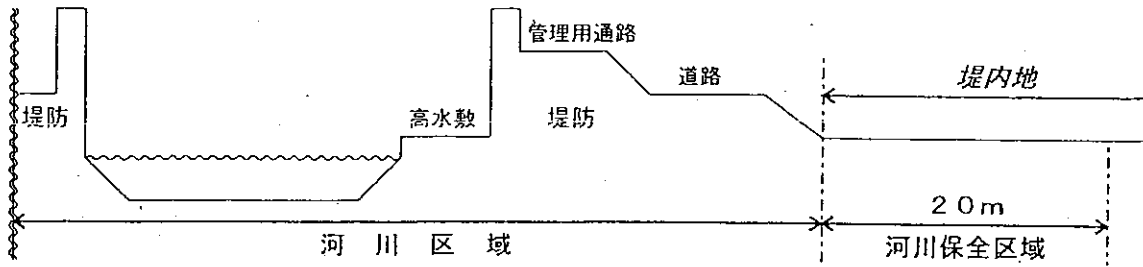 管理用通路
道路
堤内地
堤防
高水敷
堤防
20m
河川区域
河川保全区域